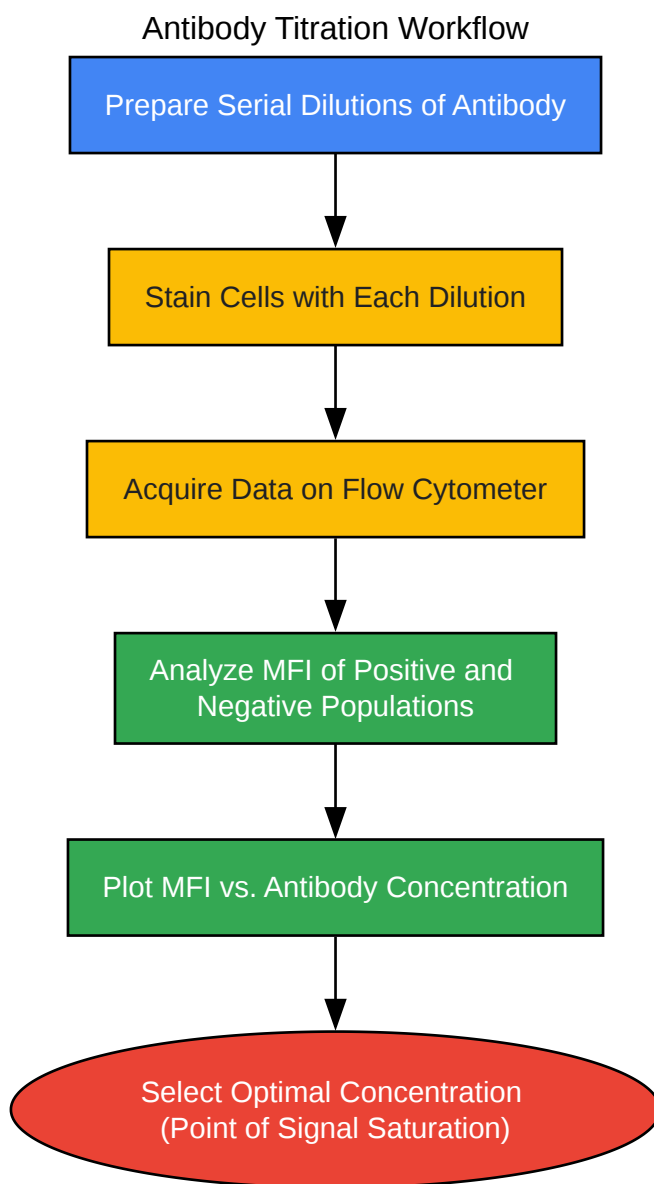 Antibody Titration Workflow
Prepare Serial Dilutions of Antibody
Stain Cells with Each Dilution
Acquire Data on Flow Cytometer
Analyze MFI of Positive and
Negative Populations
Plot MFI vs. Antibody Concentration
Select Optimal Concentration
(Point of Signal Saturation)